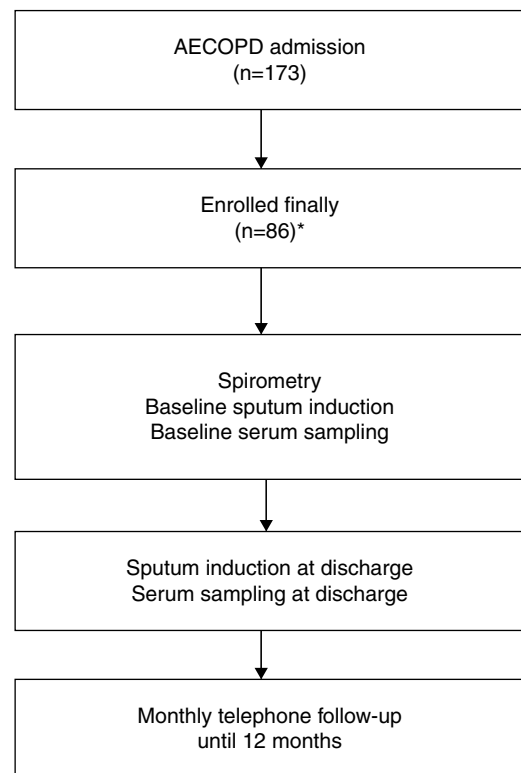 AECOPD admission
(n=173)
Enrolled finally
(n=86)*
Spirometry
Baseline sputum induction
Baseline serum sampling
Sputum induction at discharge
Serum sampling at discharge
Monthly telephone follow-up
until 12 months